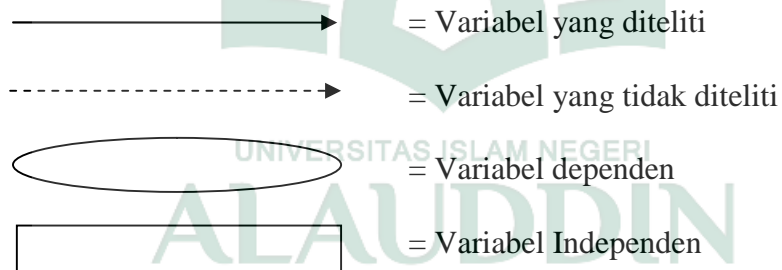 = Variabel yang diteliti
= Variabel yang tidak diteliti
UNIVERSITAS ISLAM NEGERI
= Variabel dependen
ALAUDDIN
= Variabel Independen